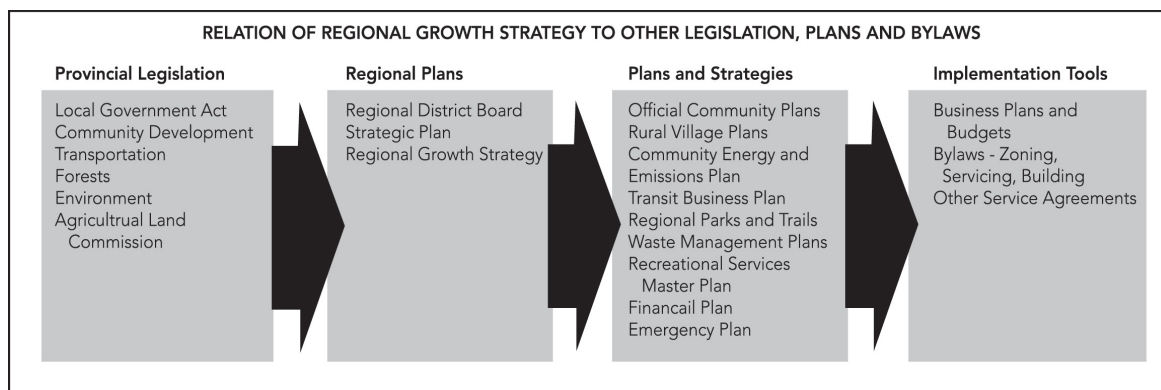 RELATION OF REGIONAL GROWTH STRATEGY TO OTHER LEGISLATION, PLANS AND BYLAWS
Provincial Legislation
Local Government Act
Community Development
Transportation
Forests
Environment
Agricultrual Land
Commission
Regional Plans
Regional District Board
Strategic Plan
Regional Growth Strategy
Plans and Strategies
Official Community Plans
Rural Village Plans
Community Energy and
Emissions Plan
Transit Business Plan
Regional Parks and Trails
Waste Management Plans
Recreational Services
Master Plan
Financail Plan
Emergency Plan
Implementation Tools
Business Plans and
Budgets
Bylaws - Zoning,
Servicing, Building
Other Service Agreements